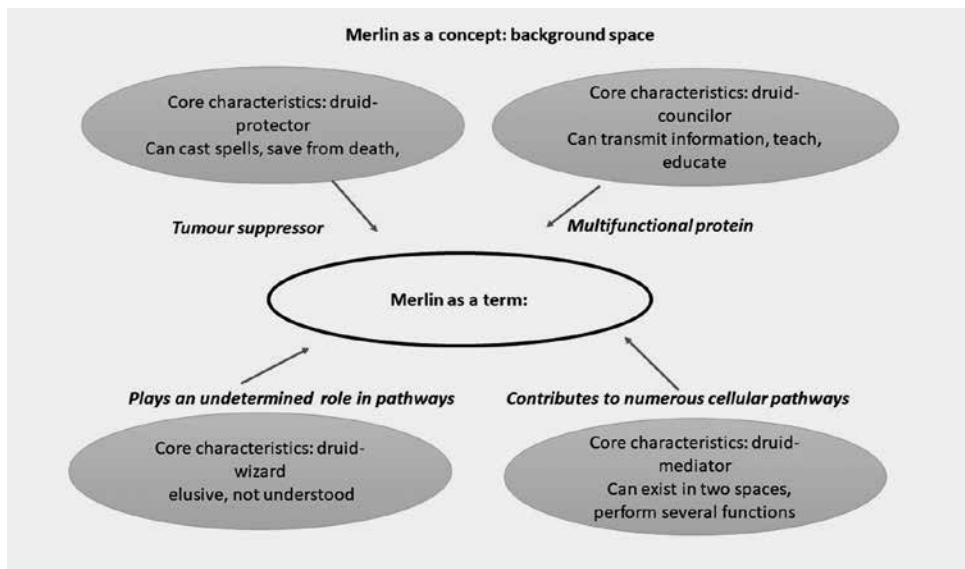 Merlin as a concept: background space
Core characteristics: druid-
protector
Can cast spells, save from death,
Core characteristics: druid-
councilor
Can transmit information, teach,
educate
Tumour suppressor
Multifunctional protein
Merlin as a term:
Plays an undetermined role in pathways
Contributes to numerous cellular pathways
Core characteristics: druid-
wizard
elusive, not understood
Core characteristics: druid-
mediator
Can exist in two spaces,
perform several functions